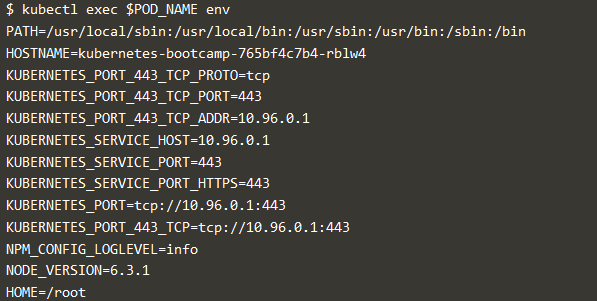 $ kubectl exec $POD_NAME env
PATH=/usr/local/sbin:/usr/local/bin:/usr/sbin:/usr/bin:/sbin:/bin
HOSTNAME=kubernetes-bootcamp-765bf4c7b4-rblw4
KUBERNETES_PORT_443_TCP_PROTO=tcp
KUBERNETES_PORT_443_TCP_PORT=443
KUBERNETES_PORT_443_TCP_ADDR=10.96.0.1
KUBERNETES_SERVICE_HOST=10.96.0.1
KUBERNETES_SERVICE_PORT=443
KUBERNETES_SERVICE_PORT_HTTPS=443
KUBERNETES_PORT=tcp://10.96.0.1:443
KUBERNETES_PORT_443_TCP=tcp://10.96.0.1:443
NPM_CONFIG_LOGLEVEL=info
NODE_VERSION=6.3.1
HOME=/root